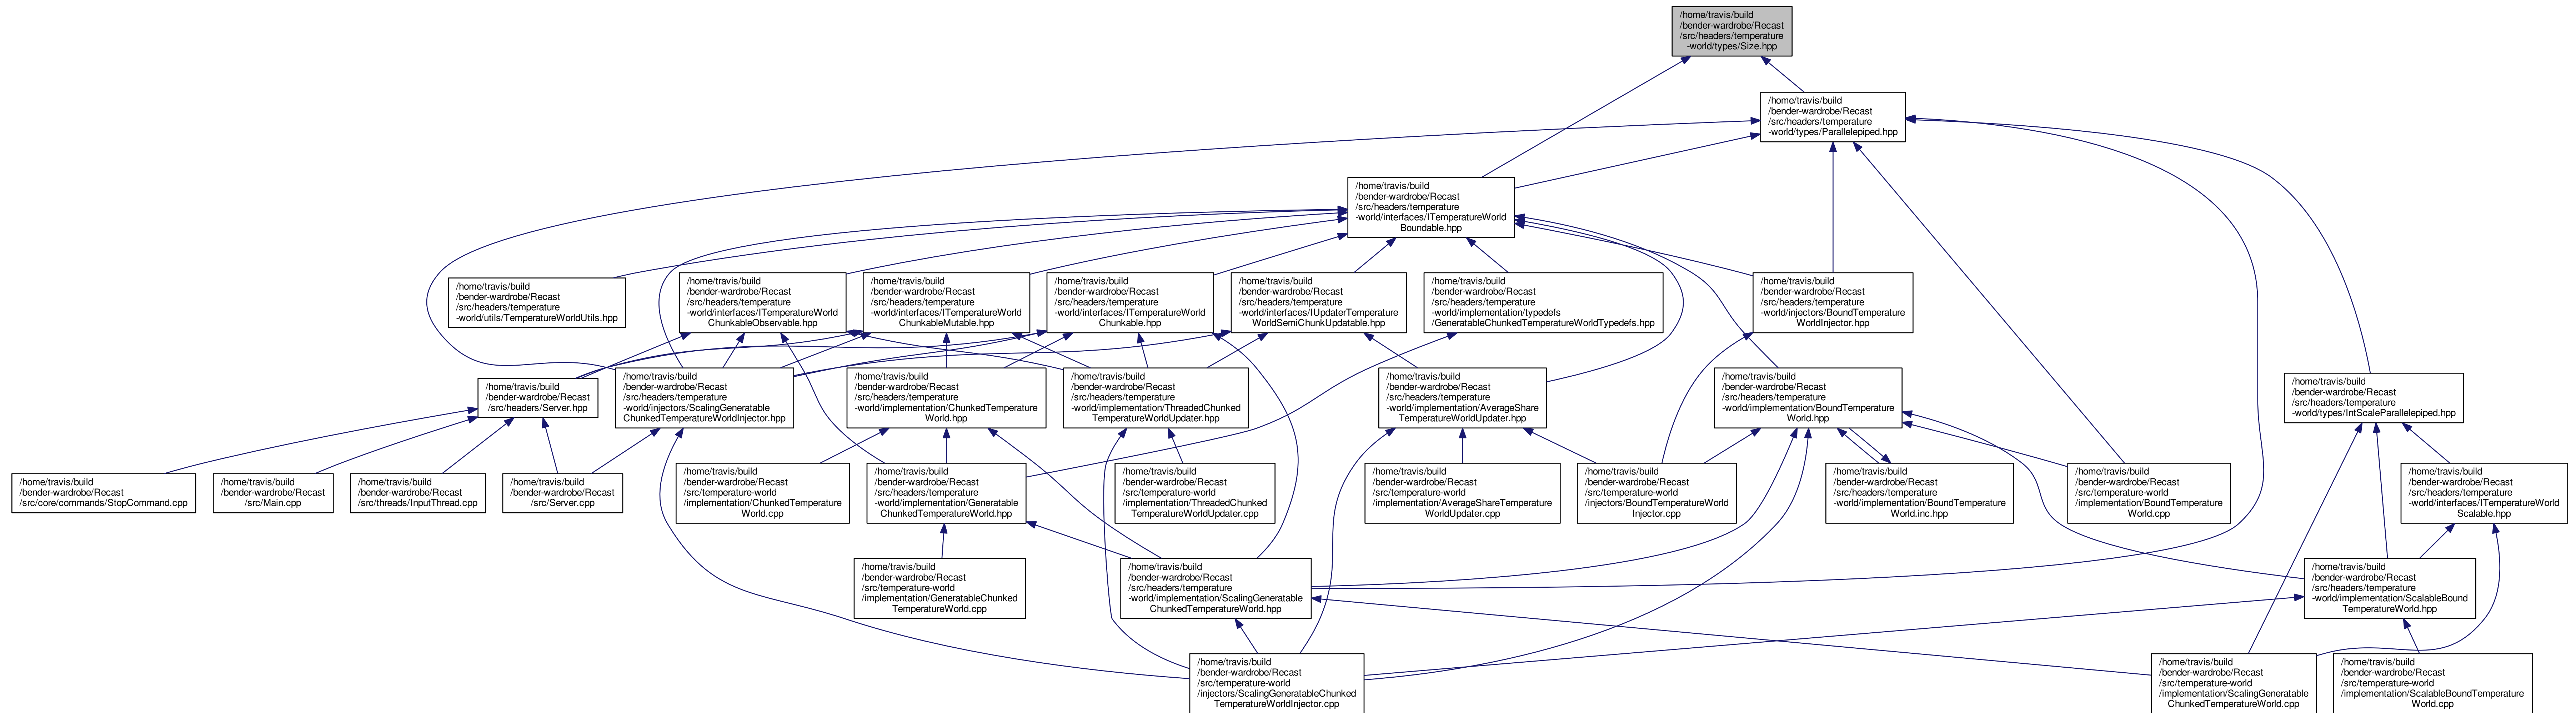 /home/travis/build
/bender-wardrobe/Recast
/src/headers/temperature
-world/types/Size.hpp
/home/travis/build
/bender-wardrobe/Recast
/src/headers/temperature
-world/types/Parallelepiped.hpp
/home/travis/build
/bender-wardrobe/Recast
/src/headers/temperature
-world/interfaces/ITemperatureWorld
Boundable.hpp
/home/travis/build
/bender-wardrobe/Recast
/src/headers/temperature
-world/utils/TemperatureWorldUtils.hpp
/home/travis/build
/bender-wardrobe/Recast
/src/headers/temperature
-world/interfaces/ITemperatureWorld
ChunkableObservable.hpp
/home/travis/build
/bender-wardrobe/Recast
/src/headers/temperature
-world/interfaces/ITemperatureWorld
ChunkableMutable.hpp
/home/travis/build
/bender-wardrobe/Recast
/src/headers/temperature
-world/interfaces/ITemperatureWorld
Chunkable.hpp
/home/travis/build
/bender-wardrobe/Recast
/src/headers/temperature
-world/interfaces/IUpdaterTemperature
WorldSemiChunkUpdatable.hpp
/home/travis/build
/bender-wardrobe/Recast
/src/headers/temperature
-world/implementation/typedefs
/GeneratableChunkedTemperatureWorldTypedefs.hpp
/home/travis/build
/bender-wardrobe/Recast
/src/headers/temperature
-world/injectors/BoundTemperature
WorldInjector.hpp
/home/travis/build
/bender-wardrobe/Recast
/src/headers/Server.hpp
/home/travis/build
/bender-wardrobe/Recast
/src/headers/temperature
-world/injectors/ScalingGeneratable
ChunkedTemperatureWorldInjector.hpp
/home/travis/build
/bender-wardrobe/Recast
/src/headers/temperature
-world/implementation/ChunkedTemperature
World.hpp
/home/travis/build
/bender-wardrobe/Recast
/src/headers/temperature
-world/implementation/ThreadedChunked
TemperatureWorldUpdater.hpp
/home/travis/build
/bender-wardrobe/Recast
/src/headers/temperature
-world/implementation/AverageShare
TemperatureWorldUpdater.hpp
/home/travis/build
/bender-wardrobe/Recast
/src/headers/temperature
-world/implementation/BoundTemperature
World.hpp
/home/travis/build
/bender-wardrobe/Recast
/src/headers/temperature
-world/types/IntScaleParallelepiped.hpp
/home/travis/build
/bender-wardrobe/Recast
/src/core/commands/StopCommand.cpp
/home/travis/build
/bender-wardrobe/Recast
/src/Main.cpp
/home/travis/build
/bender-wardrobe/Recast
/src/threads/InputThread.cpp
/home/travis/build
/bender-wardrobe/Recast
/src/Server.cpp
/home/travis/build
/bender-wardrobe/Recast
/src/temperature-world
/implementation/ChunkedTemperature
World.cpp
/home/travis/build
/bender-wardrobe/Recast
/src/headers/temperature
-world/implementation/Generatable
ChunkedTemperatureWorld.hpp
/home/travis/build
/bender-wardrobe/Recast
/src/temperature-world
/implementation/ThreadedChunked
TemperatureWorldUpdater.cpp
/home/travis/build
/bender-wardrobe/Recast
/src/temperature-world
/implementation/AverageShareTemperature
WorldUpdater.cpp
/home/travis/build
/bender-wardrobe/Recast
/src/temperature-world
/injectors/BoundTemperatureWorld
Injector.cpp
/home/travis/build
/bender-wardrobe/Recast
/src/headers/temperature
-world/implementation/BoundTemperature
World.inc.hpp
/home/travis/build
/bender-wardrobe/Recast
/src/temperature-world
/implementation/BoundTemperature
World.cpp
/home/travis/build
/bender-wardrobe/Recast
/src/headers/temperature
-world/interfaces/ITemperatureWorld
Scalable.hpp
/home/travis/build
/bender-wardrobe/Recast
/src/temperature-world
/implementation/GeneratableChunked
TemperatureWorld.cpp
/home/travis/build
/bender-wardrobe/Recast
/src/headers/temperature
-world/implementation/ScalingGeneratable
ChunkedTemperatureWorld.hpp
/home/travis/build
/bender-wardrobe/Recast
/src/headers/temperature
-world/implementation/ScalableBound
TemperatureWorld.hpp
/home/travis/build
/bender-wardrobe/Recast
/src/temperature-world
/injectors/ScalingGeneratableChunked
TemperatureWorldInjector.cpp
/home/travis/build
/bender-wardrobe/Recast
/src/temperature-world
/implementation/ScalingGeneratable
ChunkedTemperatureWorld.cpp
/home/travis/build
/bender-wardrobe/Recast
/src/temperature-world
/implementation/ScalableBoundTemperature
World.cpp